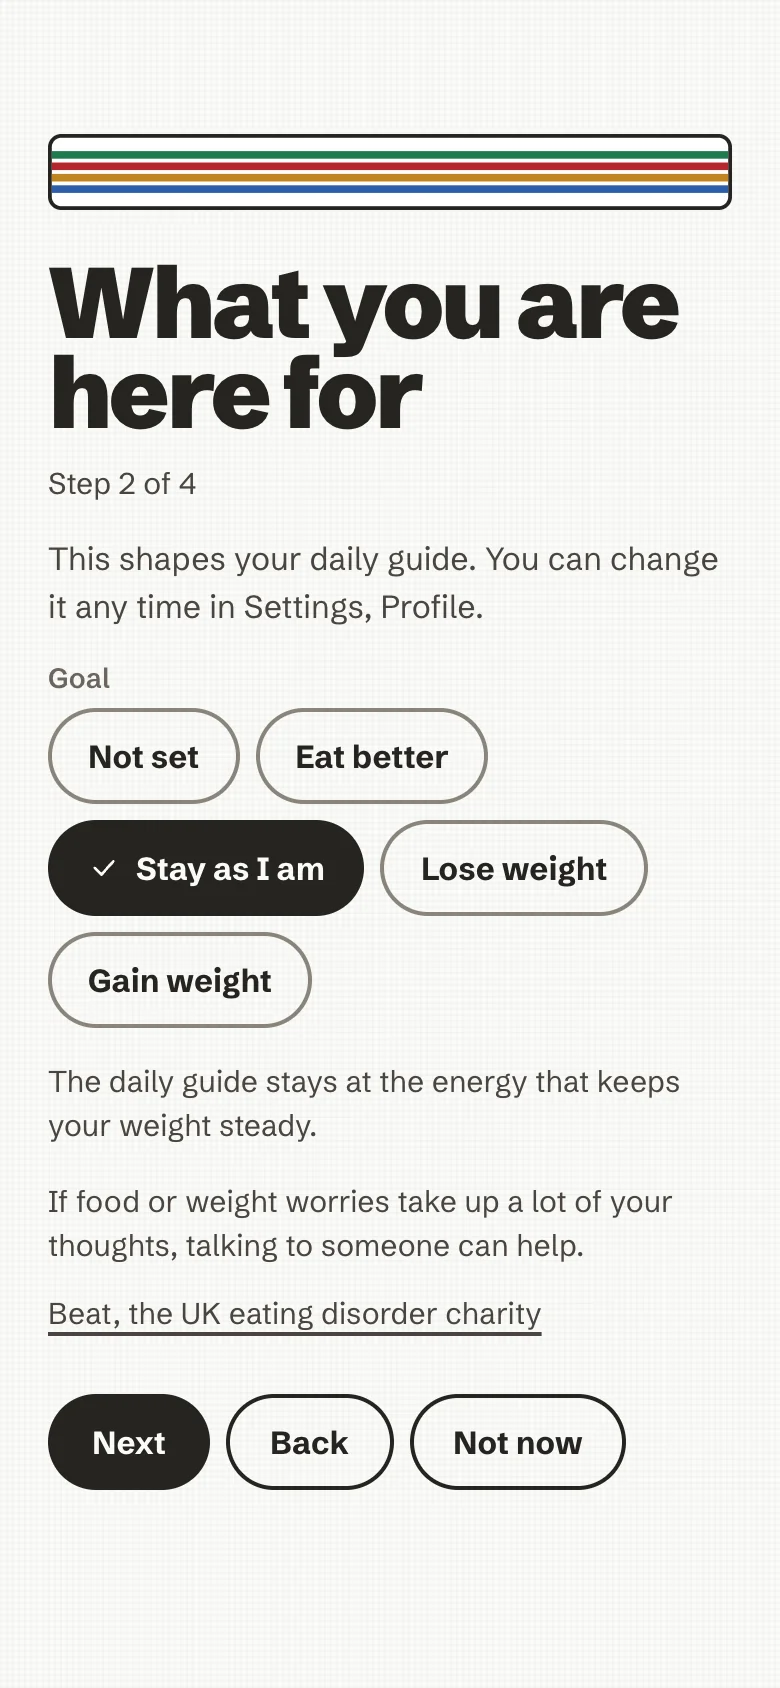 What you are
here for
Step 2 of 4
This shapes your daily guide. You can change
it any time in Settings, Profile.
Goal
Not set
Eat better
Stay as I am
Lose weight
Gain weight
The daily guide stays at the energy that keeps
your weight steady.
If food or weight worries take up a lot of your
thoughts, talking to someone can help.
Beat, the UK eating disorder charity
Next
Back
Not now